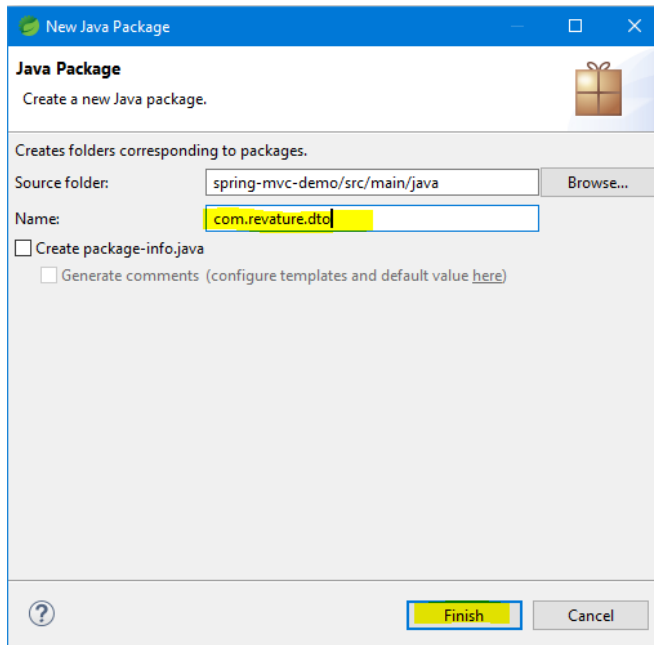 New Java Package
Java Package
Create a new Java package.
Creates folders corresponding to packages.
Source folder: spring-mvc-demo/src/main/java Browse...
Name: com.revature.dto
Create package-info.java
Generate comments (configure templates and default value here)
? Finish Cancel